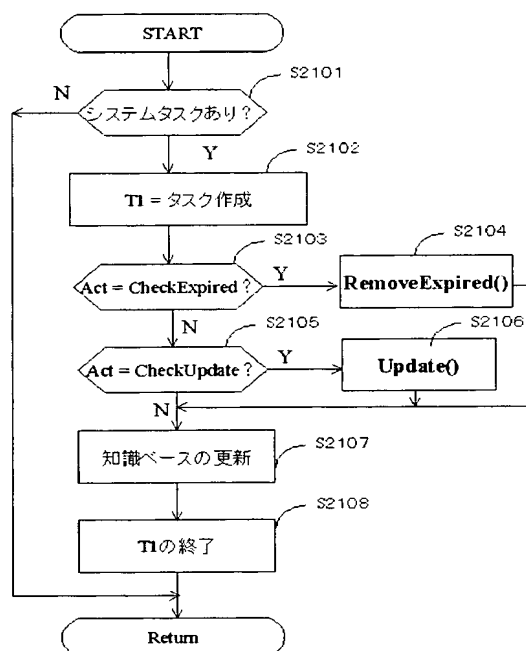 START
S2101
N
システムタスクあり?
Y
S2102
T1 = タスク作成
S2103
S2104
Act = CheckExpired ?
Y
RemoveExpired()
N
S2105
S2106
Act = CheckUpdate ?
Y
Update()
N
S2107
知識ベースの更新
S2108
T1の終了
Return